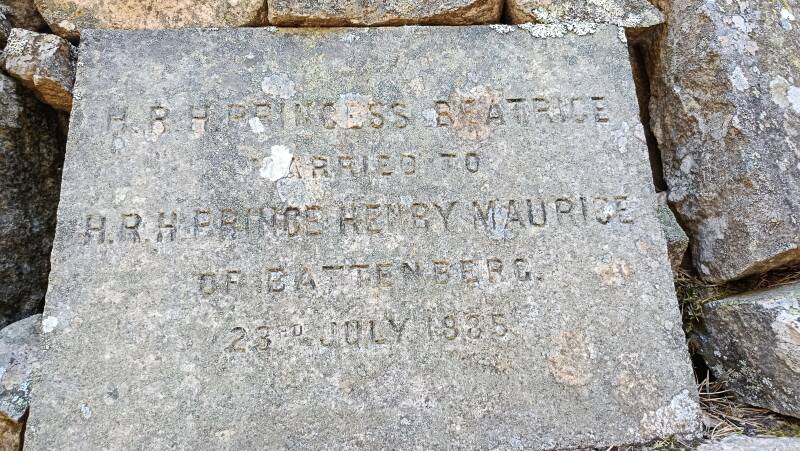 H.R.H. PRINCESS BEATRICE
MARRIED TO
H.R.H. PRINCE HENRY MAURICE
OF BATTENBERG.
23RD JULY 1885.